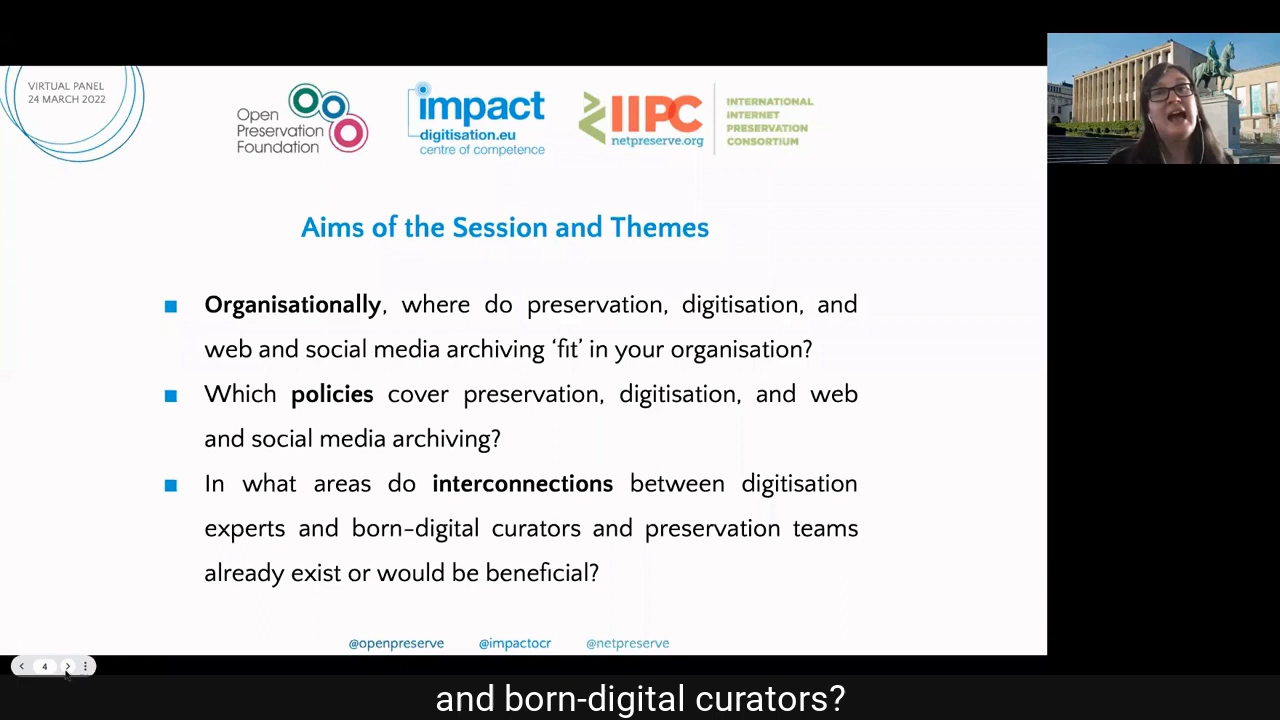 VIRTUAL PANEL
24 MARCH 2022
Open
Preservation
Foundation
impact
digitisation.eu
centre of competence
IIPC
netpreserve.org
INTERNATIONAL
INTERNET
PRESERVATION
CONSORTIUM
Aims of the Session and Themes
■ Organisationally, where do preservation, digitisation, and
web and social media archiving ‘fit’ in your organisation?
■ Which policies cover preservation, digitisation, and web
and social media archiving?
■ In what areas do interconnections between digitisation
experts and born-digital curators and preservation teams
already exist or would be beneficial?
@openpreserve @impactocr @netpreserve
4
and born-digital curators?